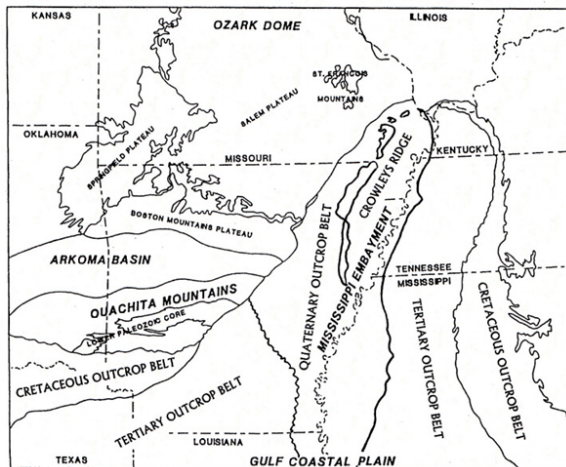 KANSAS
OZARK DOME
ILLINOIS
ST. FRANCOIS
MOUNTAINS
SALEM PLATEAU
OKLAHOMA
SPRINGFIELD PLATEAU
MISSOURI
KENTUCKY
CROWLEYS RIDGE
BOSTON MOUNTAINS PLATEAU
ARKOMA BASIN
QUATERNARY OUTCROP BELT
MISSISSIPPI EMBAYMENT
TENNESSEE
MISSISSIPPI
OUACHITA MOUNTAINS
LOWER PALEOZOIC CORE
TERTIARY OUTCROP BELT
CRETACEOUS OUTCROP BELT
CRETACEOUS OUTCROP BELT
TERTIARY OUTCROP BELT
LOUISIANA
TEXAS
GULF COASTAL PLAIN